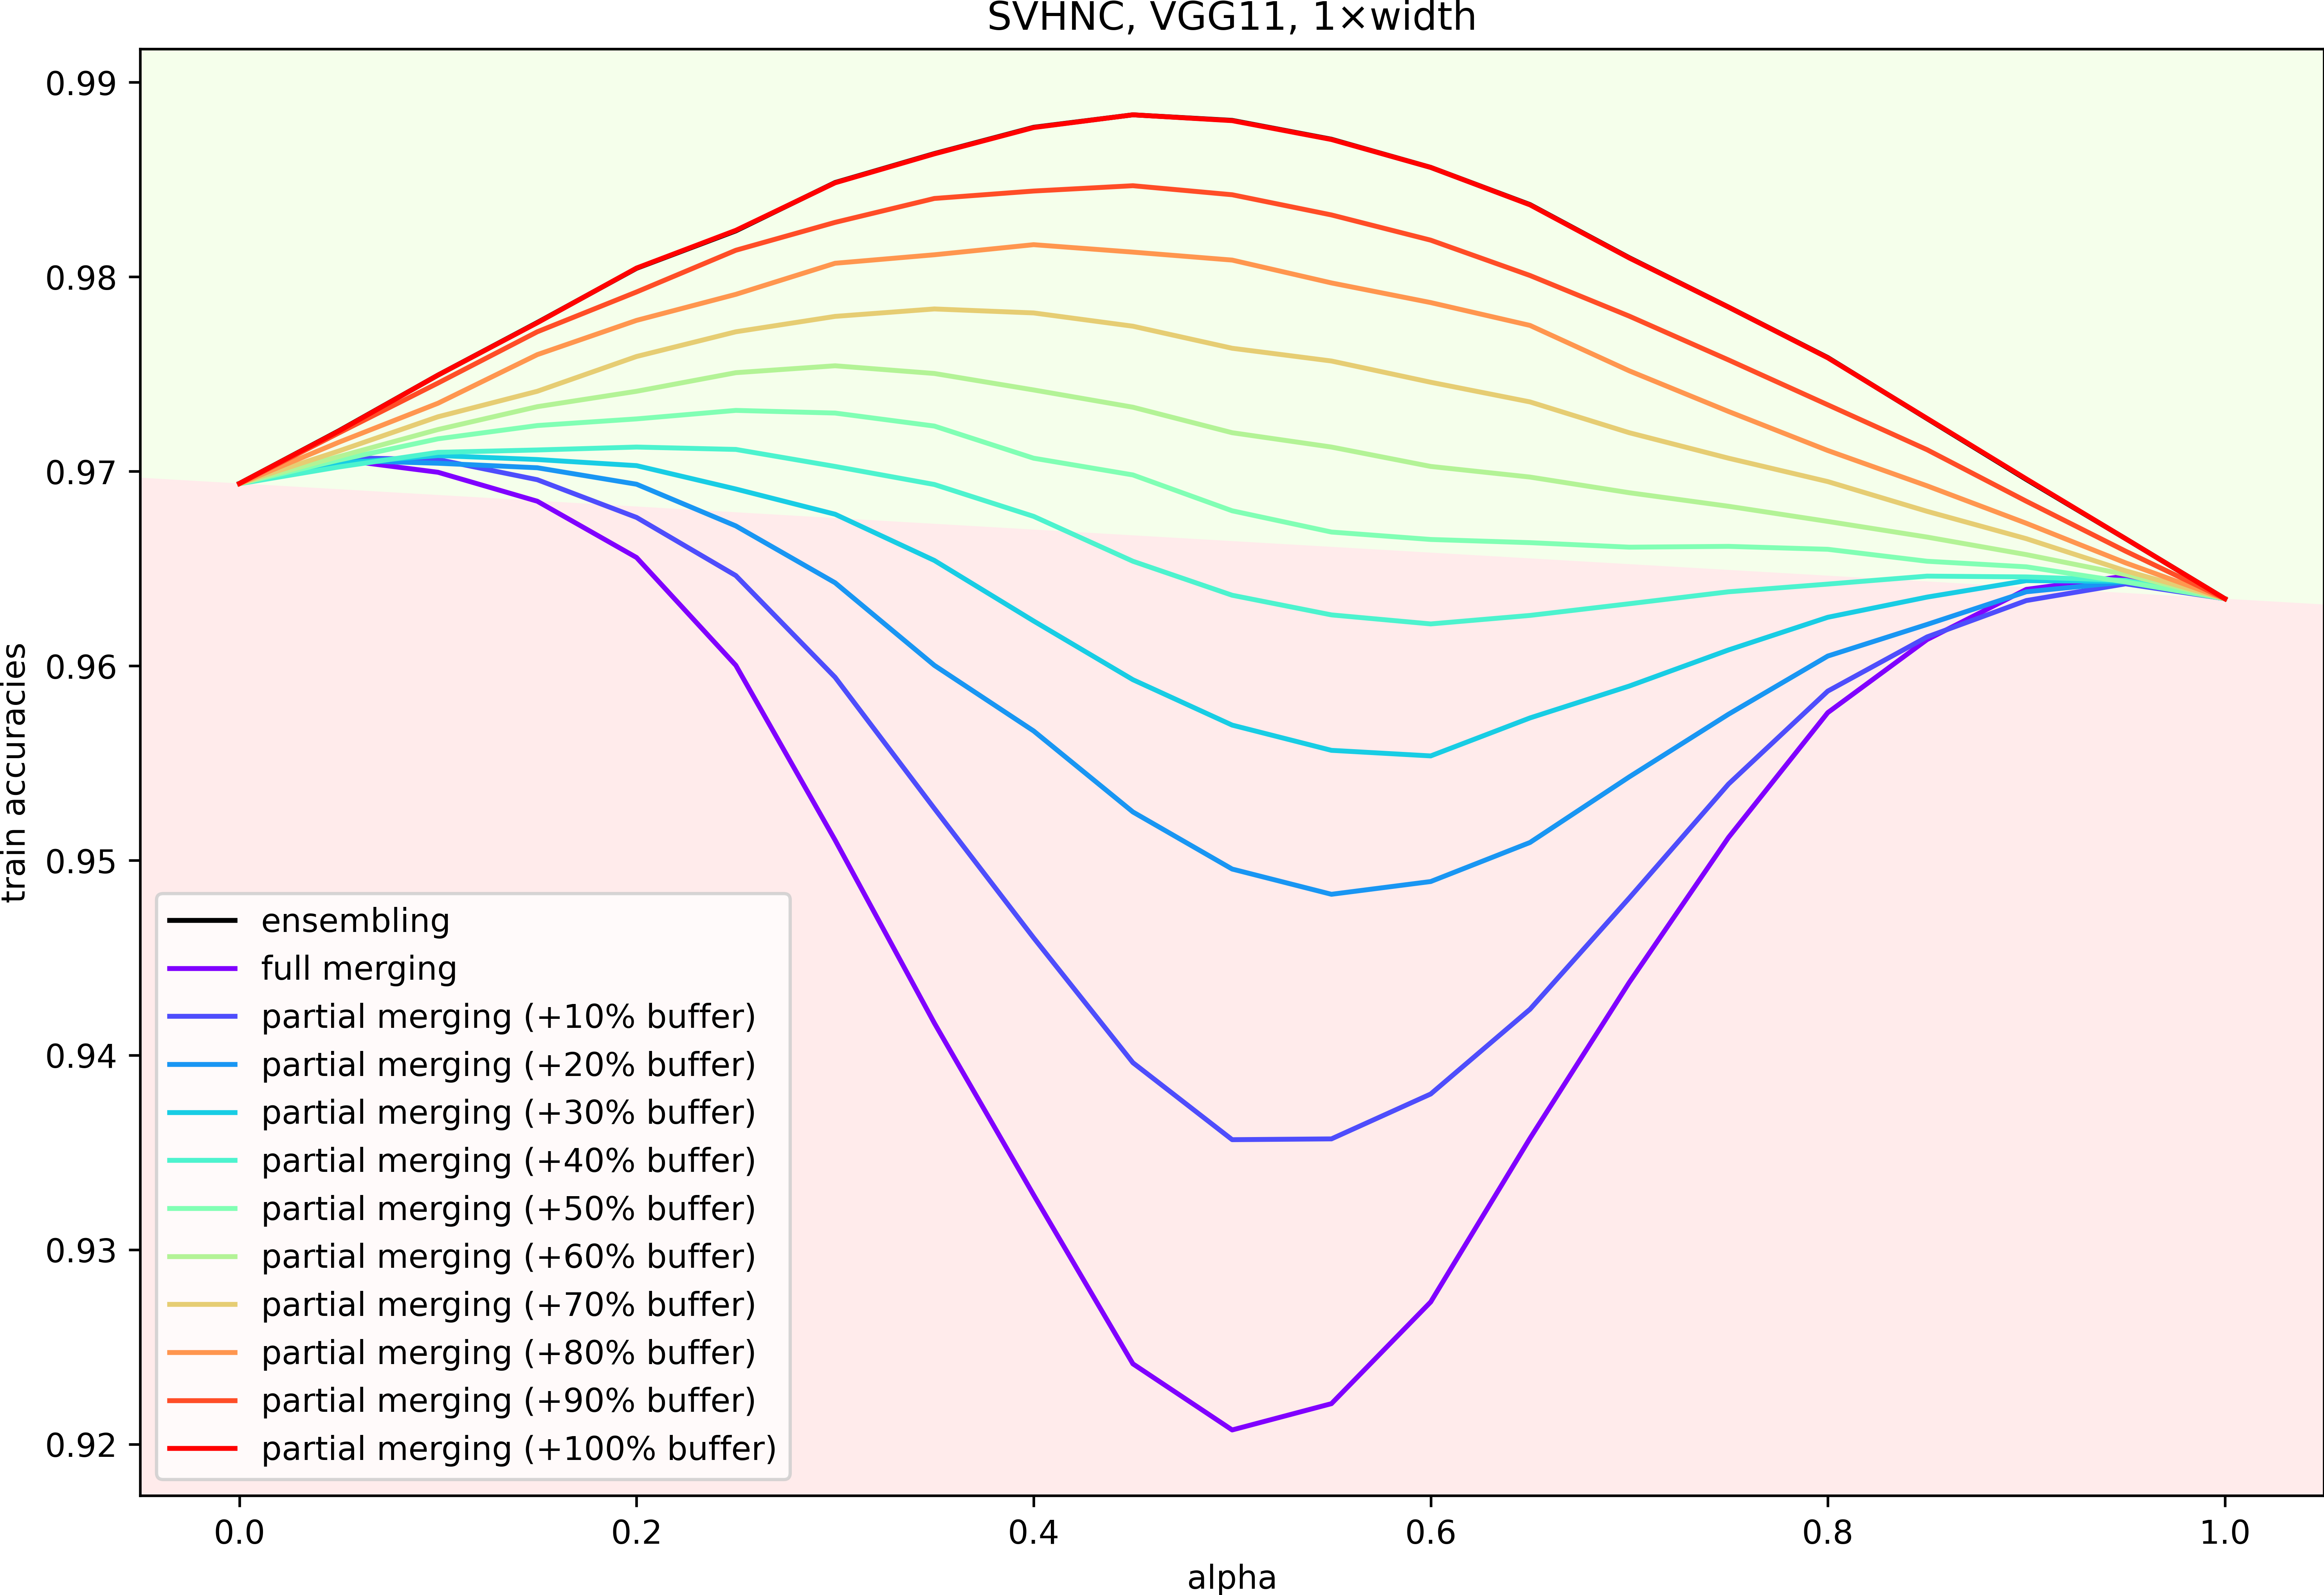 SVHNC, VGG11, 1×width
0.99
0.98
0.97
0.96
0.95
0.94
0.93
0.92
train accuracies
ensembling
full merging
partial merging (+10% buffer)
partial merging (+20% buffer)
partial merging (+30% buffer)
partial merging (+40% buffer)
partial merging (+50% buffer)
partial merging (+60% buffer)
partial merging (+70% buffer)
partial merging (+80% buffer)
partial merging (+90% buffer)
partial merging (+100% buffer)
0.0 0.2 0.4 0.6 0.8 1.0
alpha